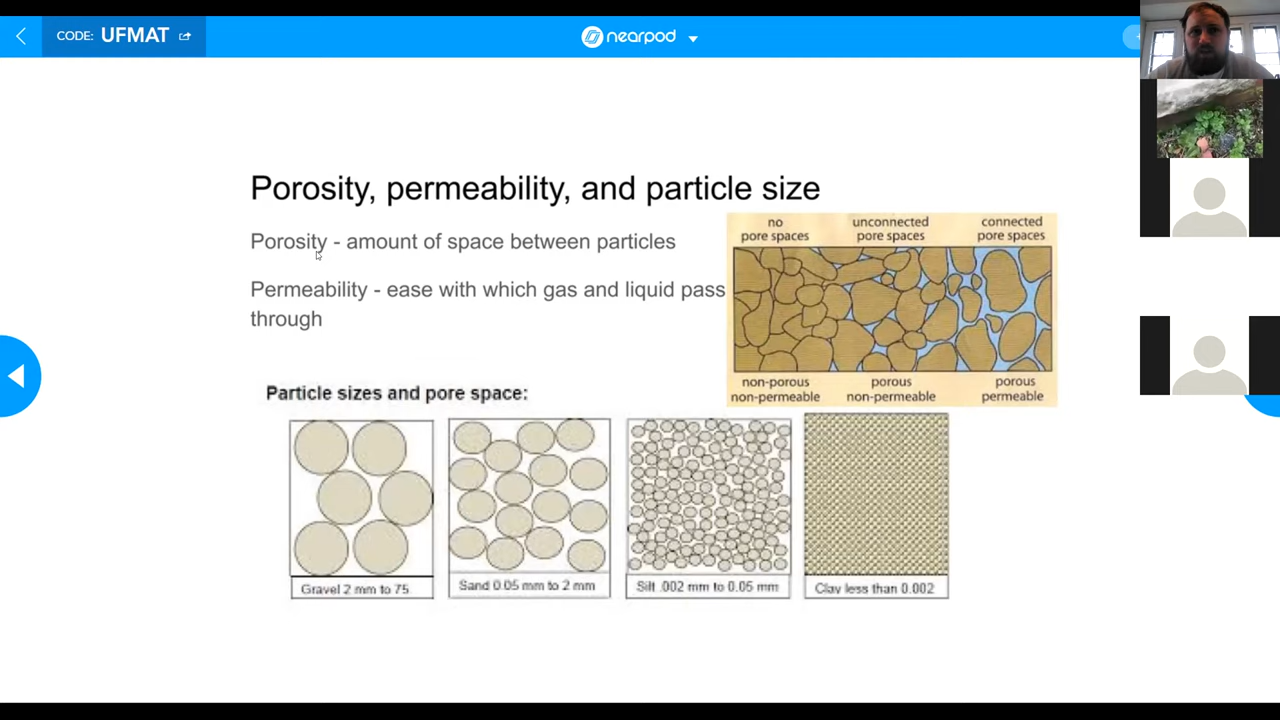 CODE: UFMAT
nearpod
Porosity, permeability, and particle size
Porosity - amount of space between particles
Permeability - ease with which gas and liquid pass
through
no
pore spaces
unconnected
pore spaces
connected
pore spaces
non-porous
non-permeable
porous
non-permeable
porous
permeable
Particle sizes and pore space:
Gravel 2 mm to 75
Sand 0.05 mm to 2 mm
Silt .002 mm to 0.05 mm
Clay less than 0.002